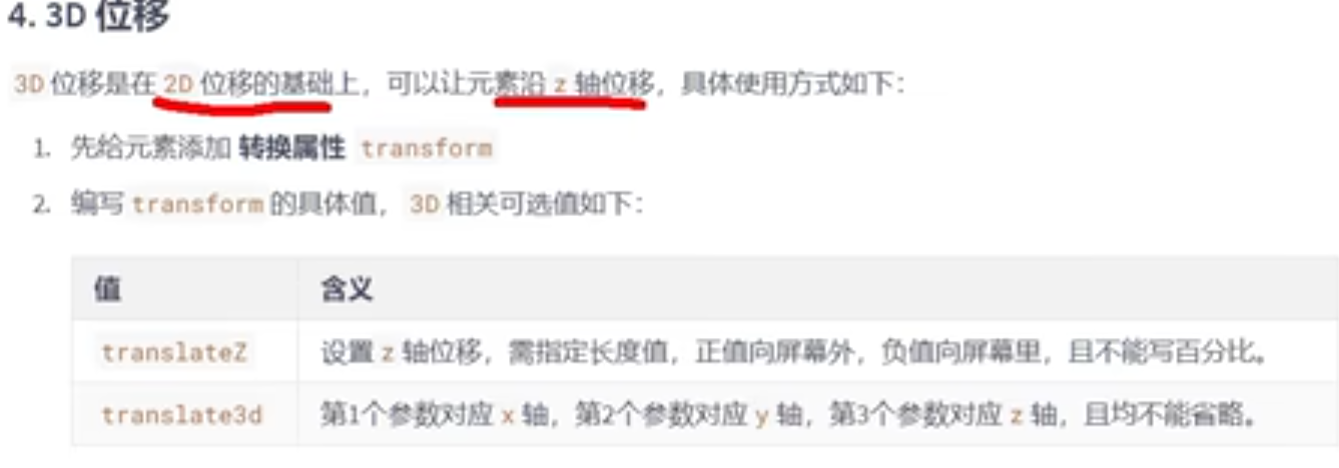 4. 3D 位移
3D 位移是在 2D 位移的基础上，可以让元素沿 z 轴位移，具体使用方式如下：
1. 先给元素添加 转换属性 transform
2. 编写 transform 的具体值， 3D 相关可选值如下：
值 含义
translateZ 设置 z 轴位移，需指定长度值，正值向屏幕外，负值向屏幕里，且不能写百分比。
translate3d 第1个参数对应 x 轴，第2个参数对应 y 轴，第3个参数对应 z 轴，且均不能省略。